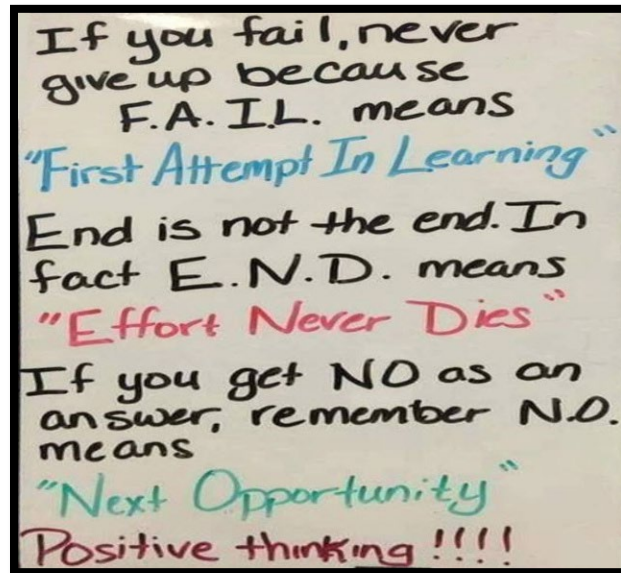 If you fail, never
give up because
F.A.I.L. means
"First Attempt In Learning"
End is not the end. In
fact E.N.D. means
"Effort Never Dies"
If you get NO as an
answer, remember N.O.
means
"Next Opportunity"
Positive thinking!!!!